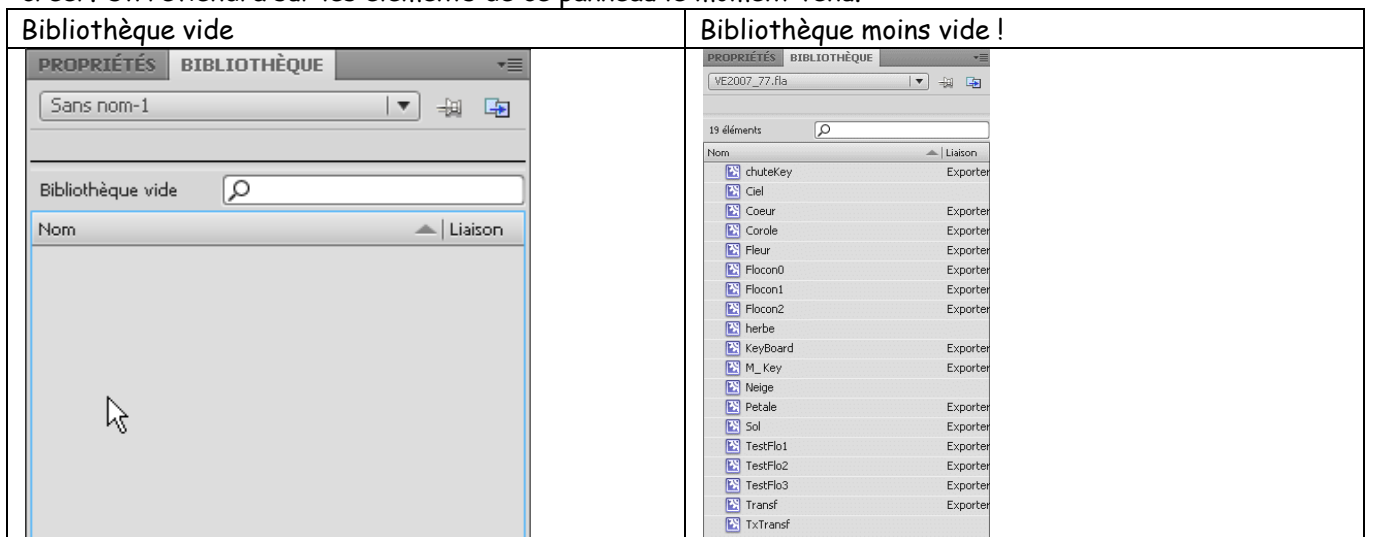 Bibliothèque vide
Bibliothèque moins vide !
PROPRIÉTÉS BIBLIOTHÈQUE
Sans nom-1
Bibliothèque vide
Nom Liaison
PROPRIÉTÉS BIBLIOTHÈQUE
VE2007_77.fla
19 éléments
Nom Liaison
chuteKey Exporter
Ciel
Coeur Exporter
Corole Exporter
Fleur Exporter
Flocon0 Exporter
Flocon1 Exporter
Flocon2 Exporter
herbe
KeyBoard Exporter
M_Key Exporter
Neige
Petale Exporter
Sol Exporter
TestFlo1 Exporter
TestFlo2 Exporter
TestFlo3 Exporter
Transf Exporter
TxTransf